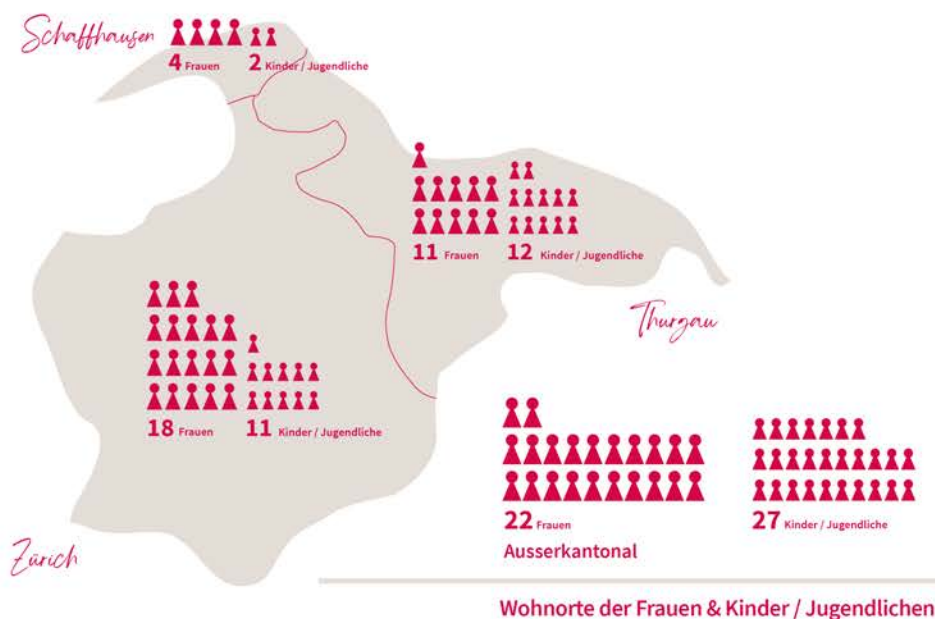 Schaffhausen
4 Frauen 2 Kinder / Jugendliche
11 Frauen 12 Kinder / Jugendliche
Thurgau
18 Frauen 11 Kinder / Jugendliche
22 Frauen 27 Kinder / Jugendliche
Ausserkantonal
Zürich
Wohnorte der Frauen & Kinder / Jugendlichen